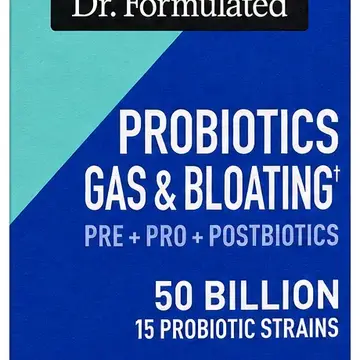 Dr. Formulated
PROBIOTICS
GAS & BLOATING†
PRE + PRO + POSTBIOTICS
50 BILLION
15 PROBIOTIC STRAINS